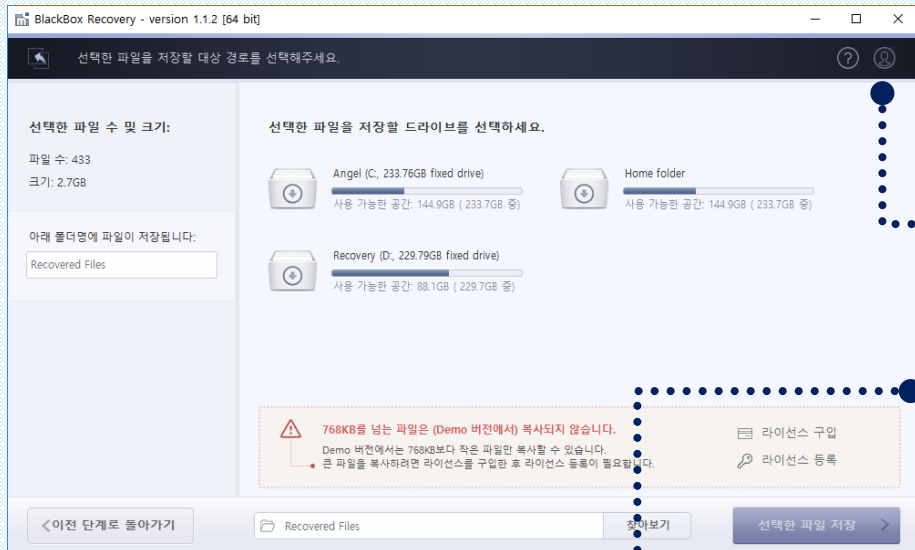 BlackBox Recovery - version 1.1.2 [64 bit]
선택한 파일을 저장할 대상 경로를 선택해주세요.
선택한 파일 수 및 크기:
파일 수: 433
크기: 2.7GB
아래 폴더명에 파일이 저장됩니다:
Recovered Files
선택한 파일을 저장할 드라이브를 선택하세요.
Angel (C:, 233.76GB fixed drive)
사용 가능한 공간: 144.9GB ( 233.7GB 중)
Home folder
사용 가능한 공간: 144.9GB ( 233.7GB 중)
Recovery (D:, 229.79GB fixed drive)
사용 가능한 공간: 88.1GB ( 229.7GB 중)
768KB를 넘는 파일은 (Demo 버전에서) 복사되지 않습니다.
Demo 버전에서는 768KB보다 작은 파일만 복사할 수 있습니다.
큰 파일을 복사하려면 라이선스를 구입한 후 라이선스 등록이 필요합니다.
라이선스 구입
라이선스 등록
이전 단계로 돌아가기
Recovered Files
찾아보기
선택한 파일 저장